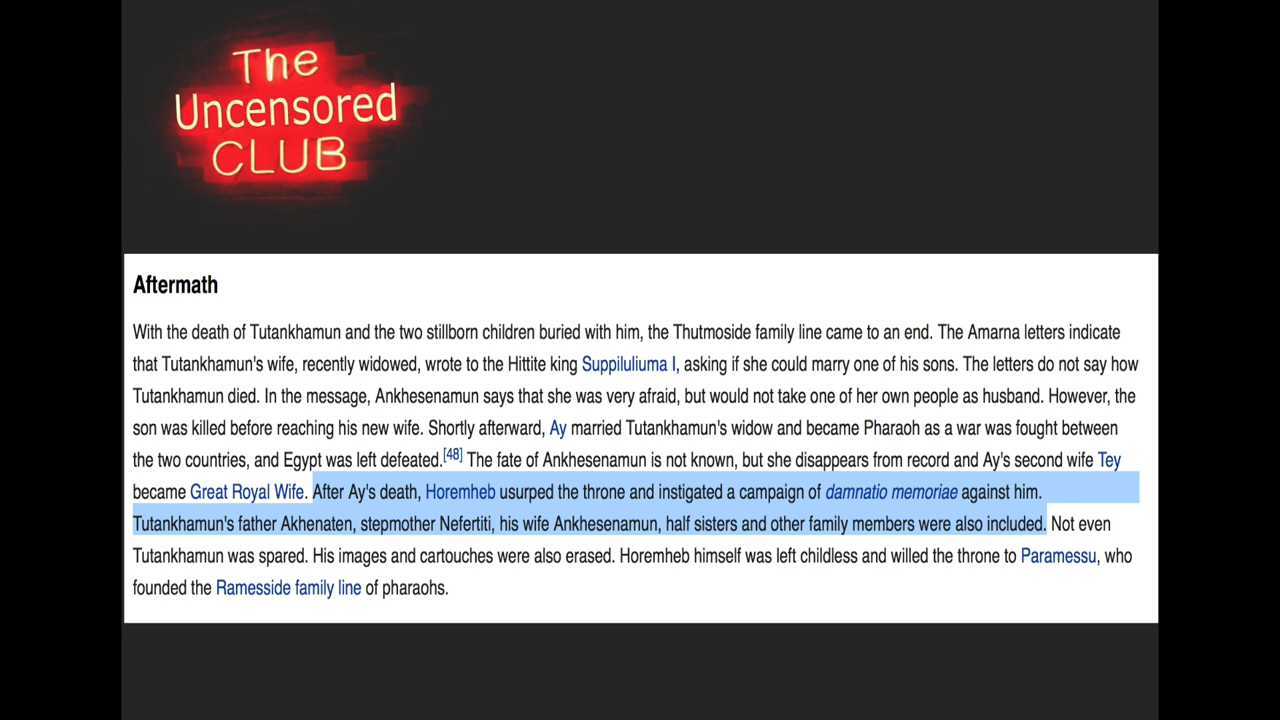 The
Uncensored
CLUB
Aftermath
With the death of Tutankhamun and the two stillborn children buried with him, the Thutmoside family line came to an end. The Amarna letters indicate
that Tutankhamun's wife, recently widowed, wrote to the Hittite king Suppiluliuma I, asking if she could marry one of his sons. The letters do not say how
Tutankhamun died. In the message, Ankhesenamun says that she was very afraid, but would not take one of her own people as husband. However, the
son was killed before reaching his new wife. Shortly afterward, Ay married Tutankhamun's widow and became Pharaoh as a war was fought between
the two countries, and Egypt was left defeated.[48] The fate of Ankhesenamun is not known, but she disappears from record and Ay's second wife Tey
became Great Royal Wife. After Ay's death, Horemheb usurped the throne and instigated a campaign of damnatio memoriae against him.
Tutankhamun's father Akhenaten, stepmother Nefertiti, his wife Ankhesenamun, half sisters and other family members were also included. Not even
Tutankhamun was spared. His images and cartouches were also erased. Horemheb himself was left childless and willed the throne to Paramessu, who
founded the Ramesside family line of pharaohs.